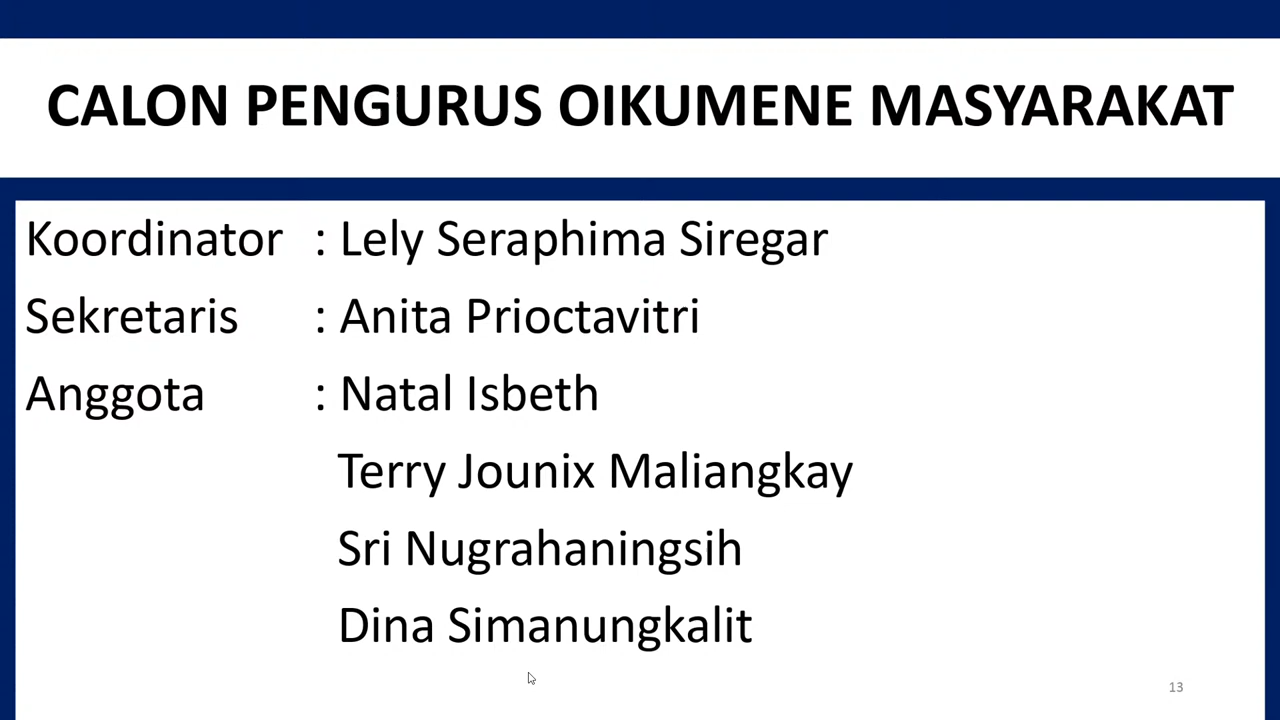 CALON PENGURUS OIKUMENE MASYARAKAT
Koordinator : Lely Seraphima Siregar
Sekretaris : Anita Prioctavitri
Anggota : Natal Isbeth
Terry Jounix Maliangkay
Sri Nugrahaningsih
Dina Simanungkalit
13